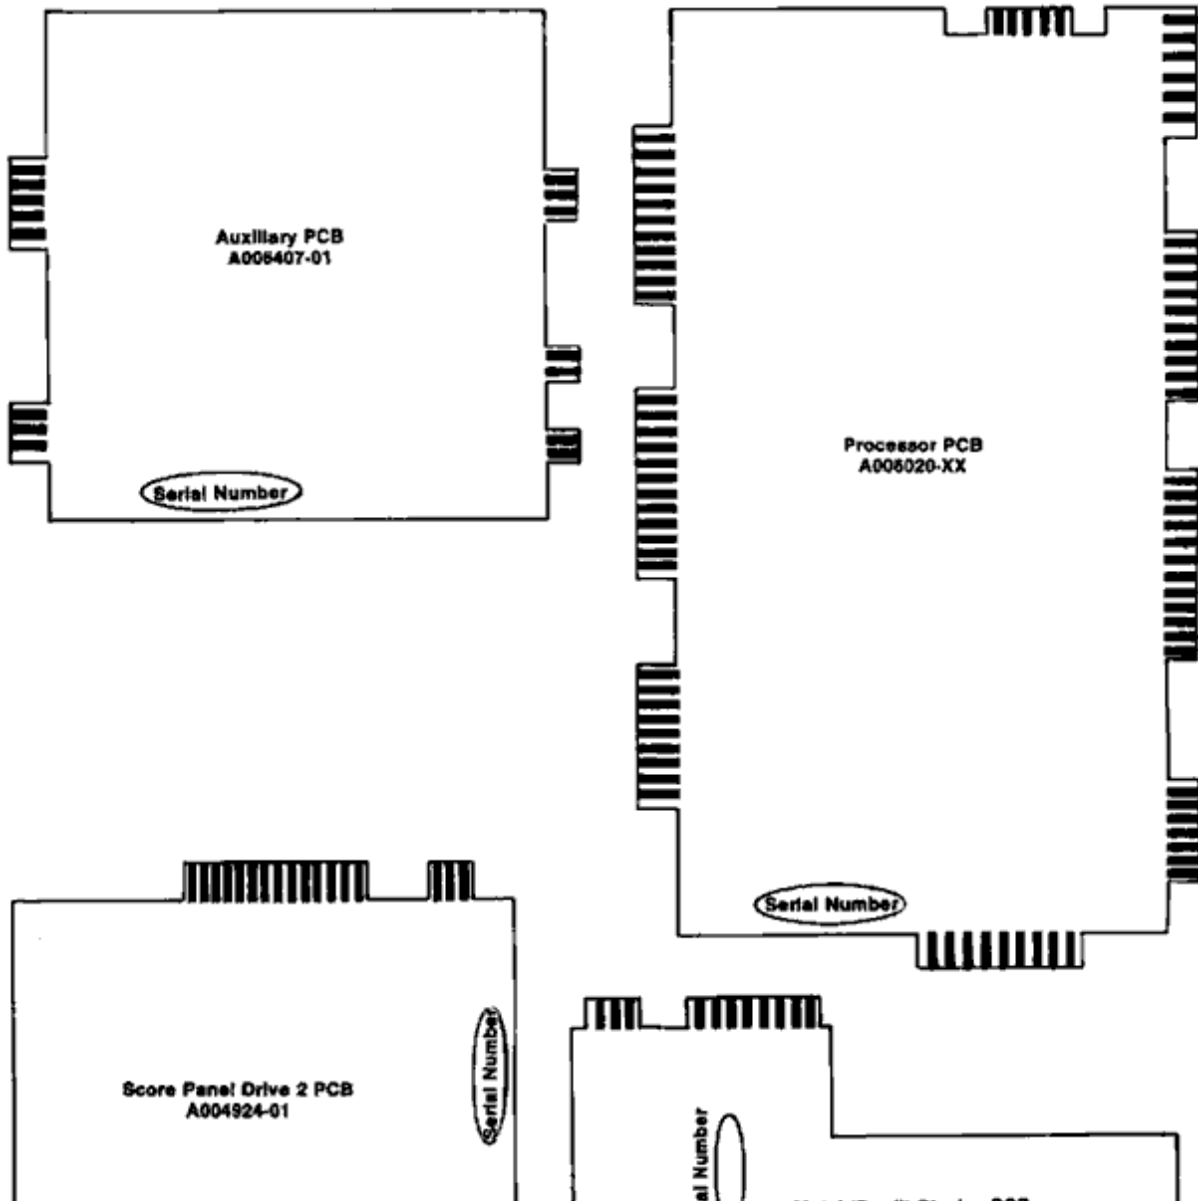 Auxiliary PCB
A006407-01
Serial Number
Processor PCB
A006020-XX
Serial Number
Score Panel Drive 2 PCB
A004924-01
Serial Number
Number